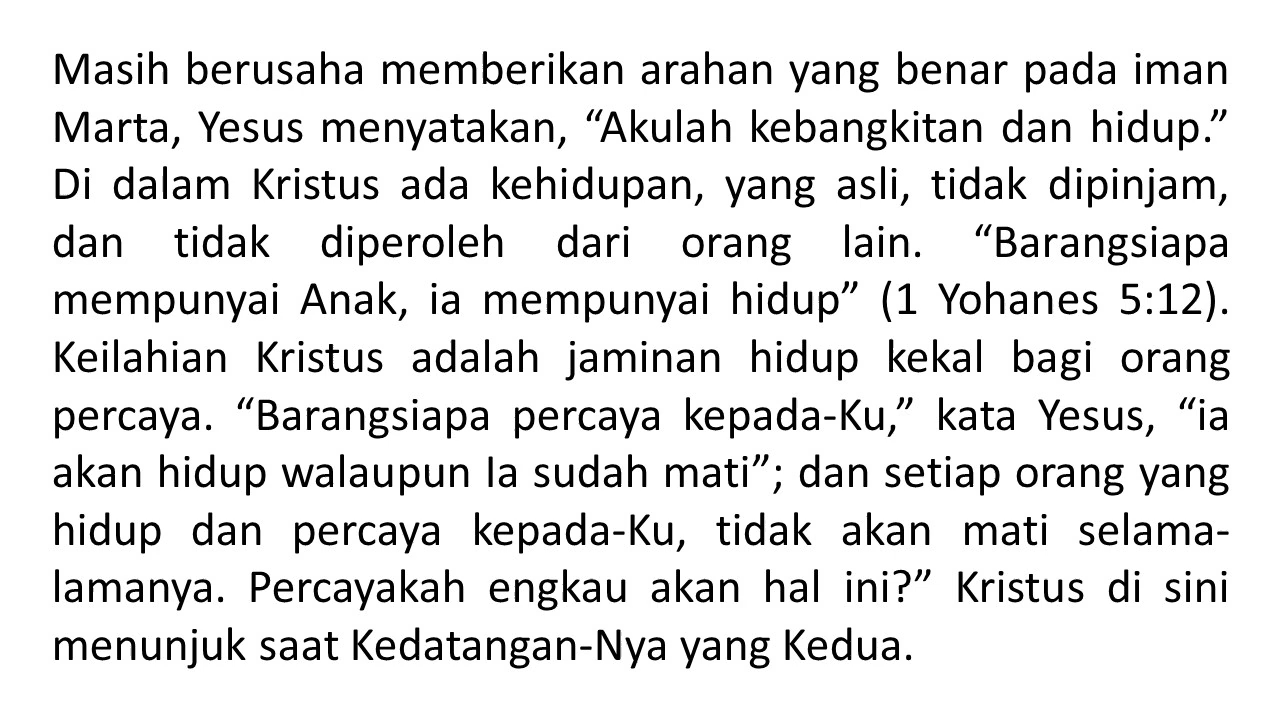 Masih berusaha memberikan arahan yang benar pada iman
Marta, Yesus menyatakan, “Akulah kebangkitan dan hidup.”
Di dalam Kristus ada kehidupan, yang asli, tidak dipinjam,
dan tidak diperoleh dari orang lain. “Barangsiapa
mempunyai Anak, ia mempunyai hidup” (1 Yohanes 5:12).
Keilahian Kristus adalah jaminan hidup kekal bagi orang
percaya. “Barangsiapa percaya kepada-Ku,” kata Yesus, “ia
akan hidup walaupun Ia sudah mati”; dan setiap orang yang
hidup dan percaya kepada-Ku, tidak akan mati selama-
lamanya. Percayakah engkau akan hal ini?” Kristus di sini
menunjuk saat Kedatangan-Nya yang Kedua.